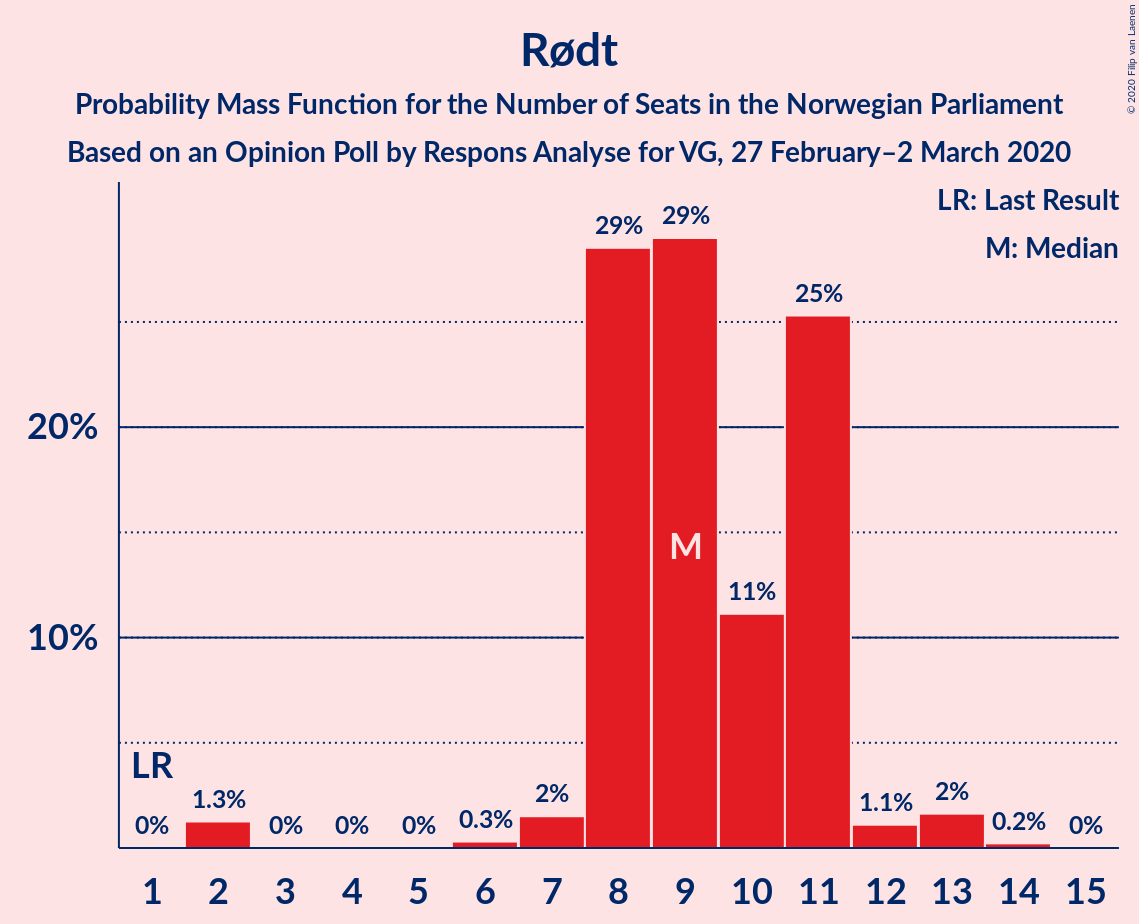 Rødt
Probability Mass Function for the Number of Seats in the Norwegian Parliament
Based on an Opinion Poll by Respons Analyse for VG, 27 February–2 March 2020
© 2020 Filip van Laenen
LR: Last Result
M: Median
20%
10%
LR
0%
1.3%
0%
0%
0%
0.3%
2%
29%
29%
M
11%
25%
1.1%
2%
0.2%
0%
1 2 3 4 5 6 7 8 9 10 11 12 13 14 15